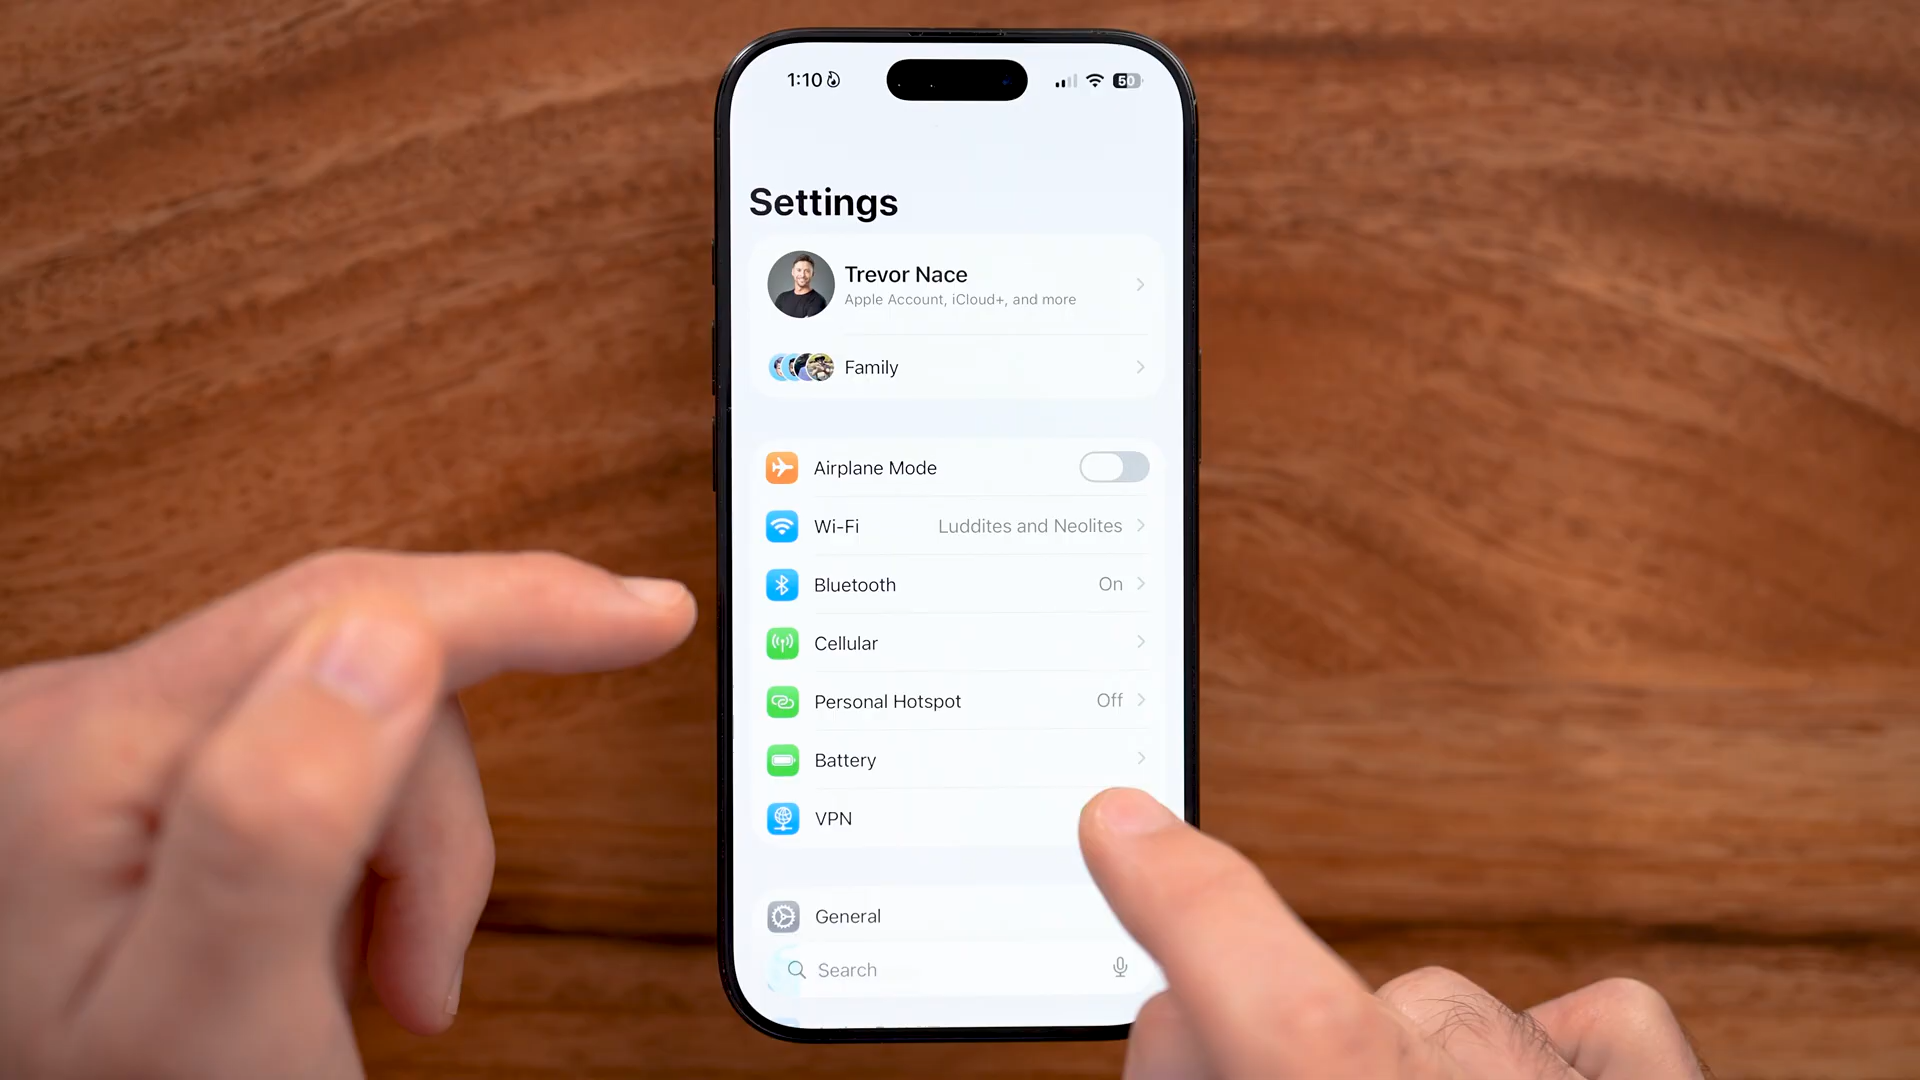 1:10
50
Settings
Trevor Nace
Apple Account, iCloud+, and more
Family
Airplane Mode
Wi-Fi Luddites and Neolites
Bluetooth On
Cellular
Personal Hotspot Off
Battery
VPN
General
Search